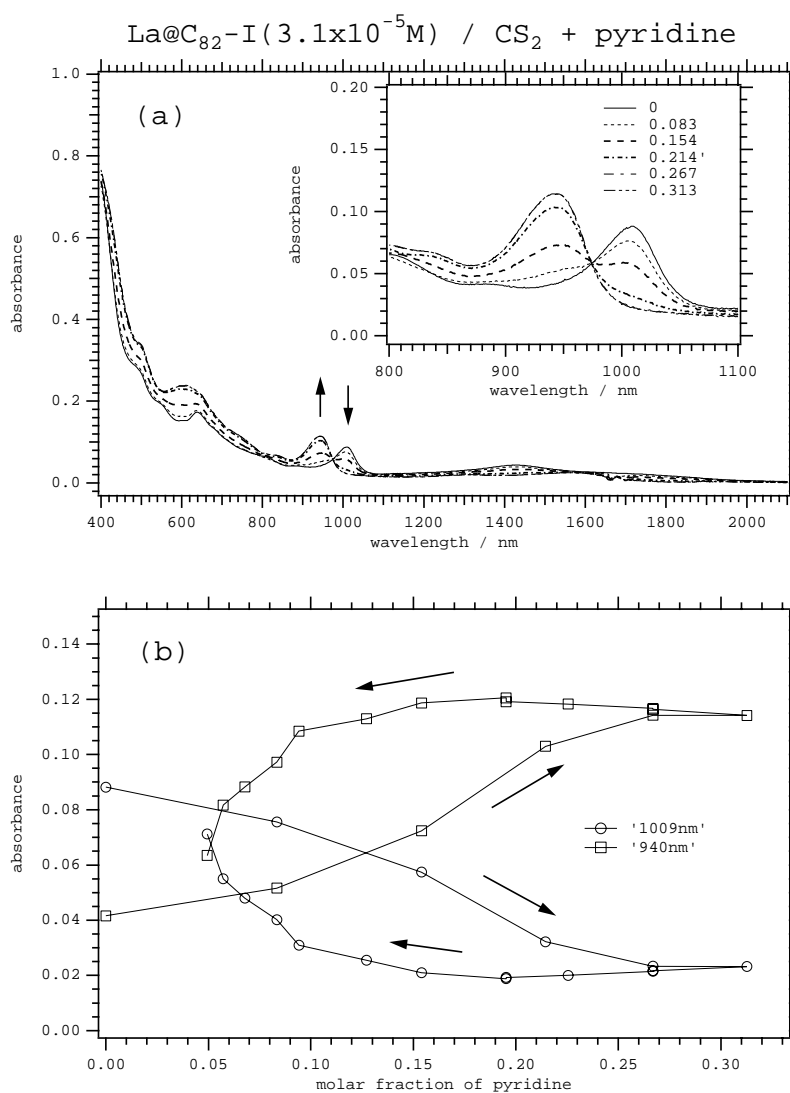 La@C₈₂-I(3.1x10⁻⁵M) / CS₂ + pyridine
(a)
absorbance
1.0
0.8
0.6
0.4
0.2
0.0
400 600 800 1000 1200 1400 1600 1800 2000
wavelength / nm
absorbance
0.20
0.15
0.10
0.05
0.00
800 900 1000 1100
wavelength / nm
0
0.083
0.154
0.214'
0.267
0.313
(b)
absorbance
0.14
0.12
0.10
0.08
0.06
0.04
0.02
0.00
'1009nm'
'940nm'
0.00 0.05 0.10 0.15 0.20 0.25 0.30
molar fraction of pyridine